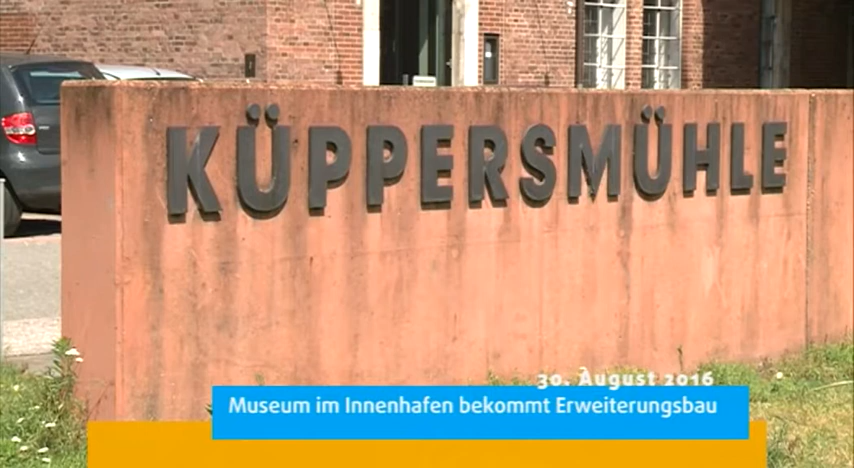 KÜPPERSMÜHLE
30. August 2016
Museum im Innenhafen bekommt Erweiterungsbau